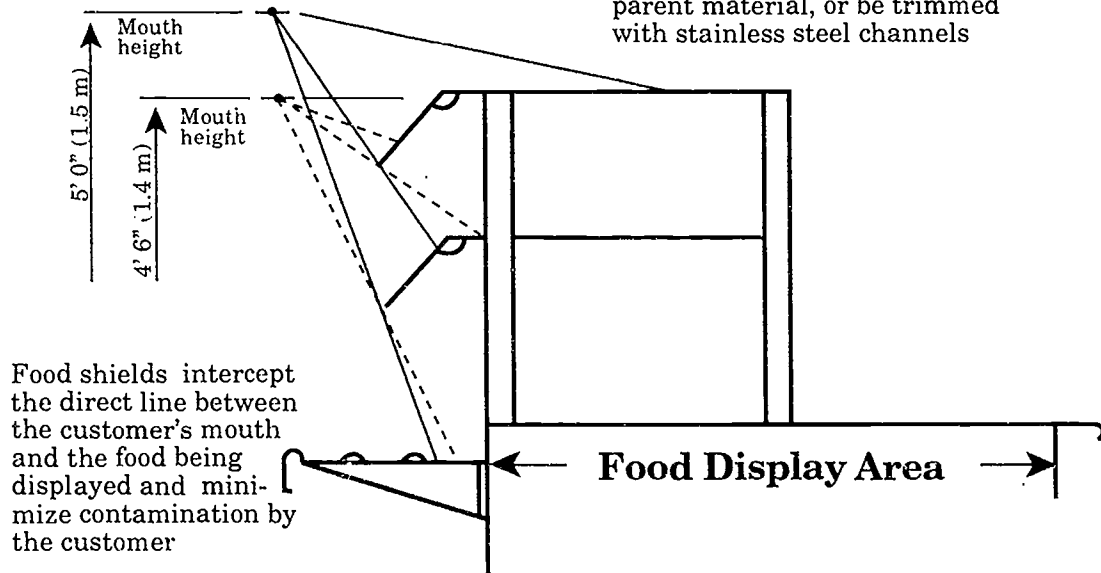 parent material, or be trimmed
with stainless steel channels
Mouth
height
5' 0" (1.5 m)
Mouth
height
4' 6" (1.4 m)
Food shields intercept
the direct line between
the customer's mouth
and the food being
displayed and mini-
mize contamination by
the customer
Food Display Area